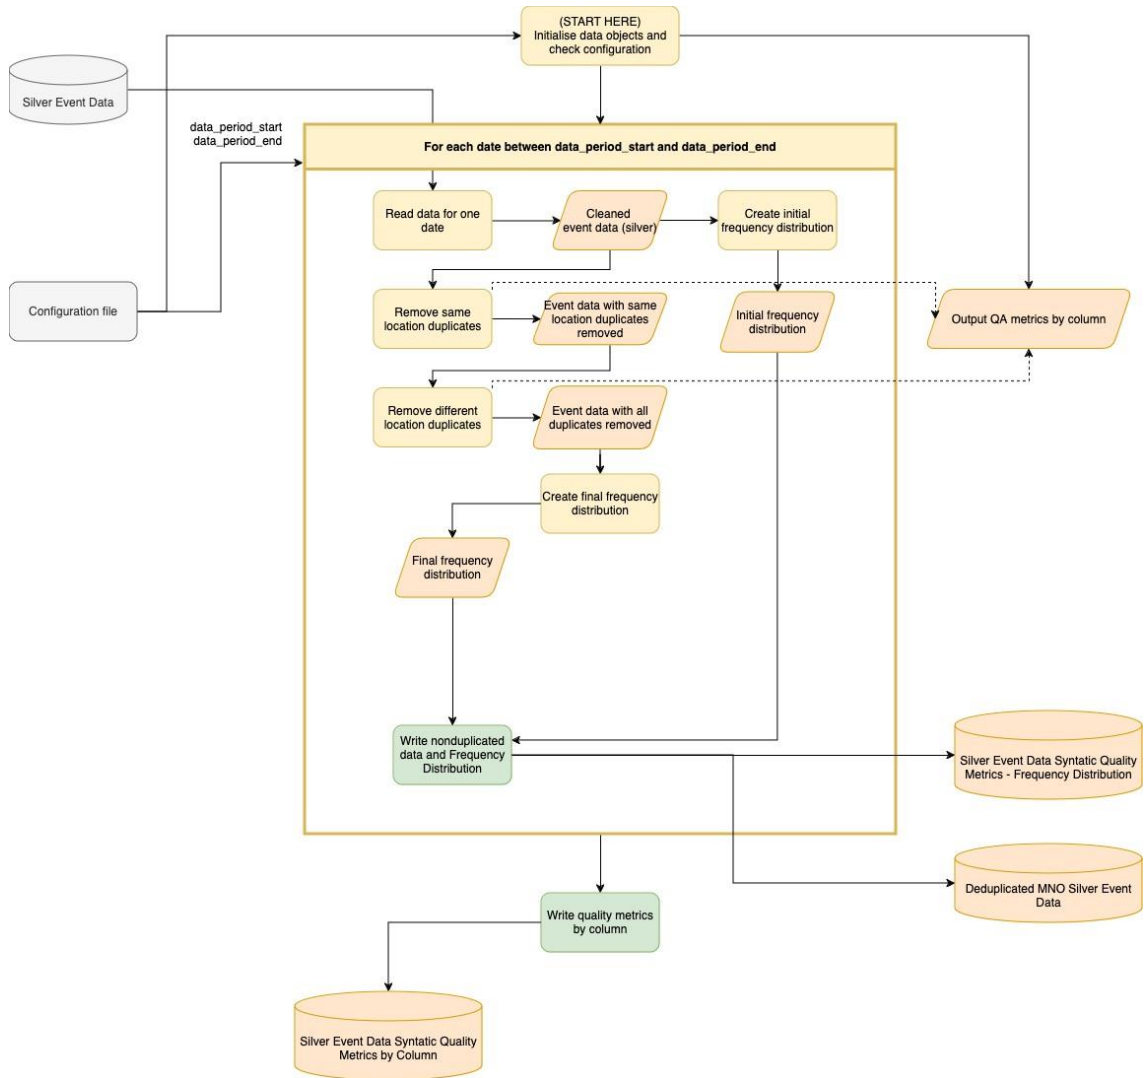 (START HERE)
Initialise data objects and
check configuration
Silver Event Data
data_period_start
data_period_end
For each date between data_period_start and data_period_end
Read data for one
date
Cleaned
event data (silver)
Create initial
frequency distribution
Configuration file
Remove same
location duplicates
Event data with same
location duplicates
removed
Initial frequency
distribution
Output QA metrics by column
Remove different
location duplicates
Event data with all
duplicates removed
Create final frequency
distribution
Final frequency
distribution
Write nonduplicated
data and Frequency
Distribution
Silver Event Data Syntatic Quality
Metrics - Frequency Distribution
Deduplicated MNO Silver Event
Data
Write quality metrics
by column
Silver Event Data Syntatic Quality
Metrics by Column